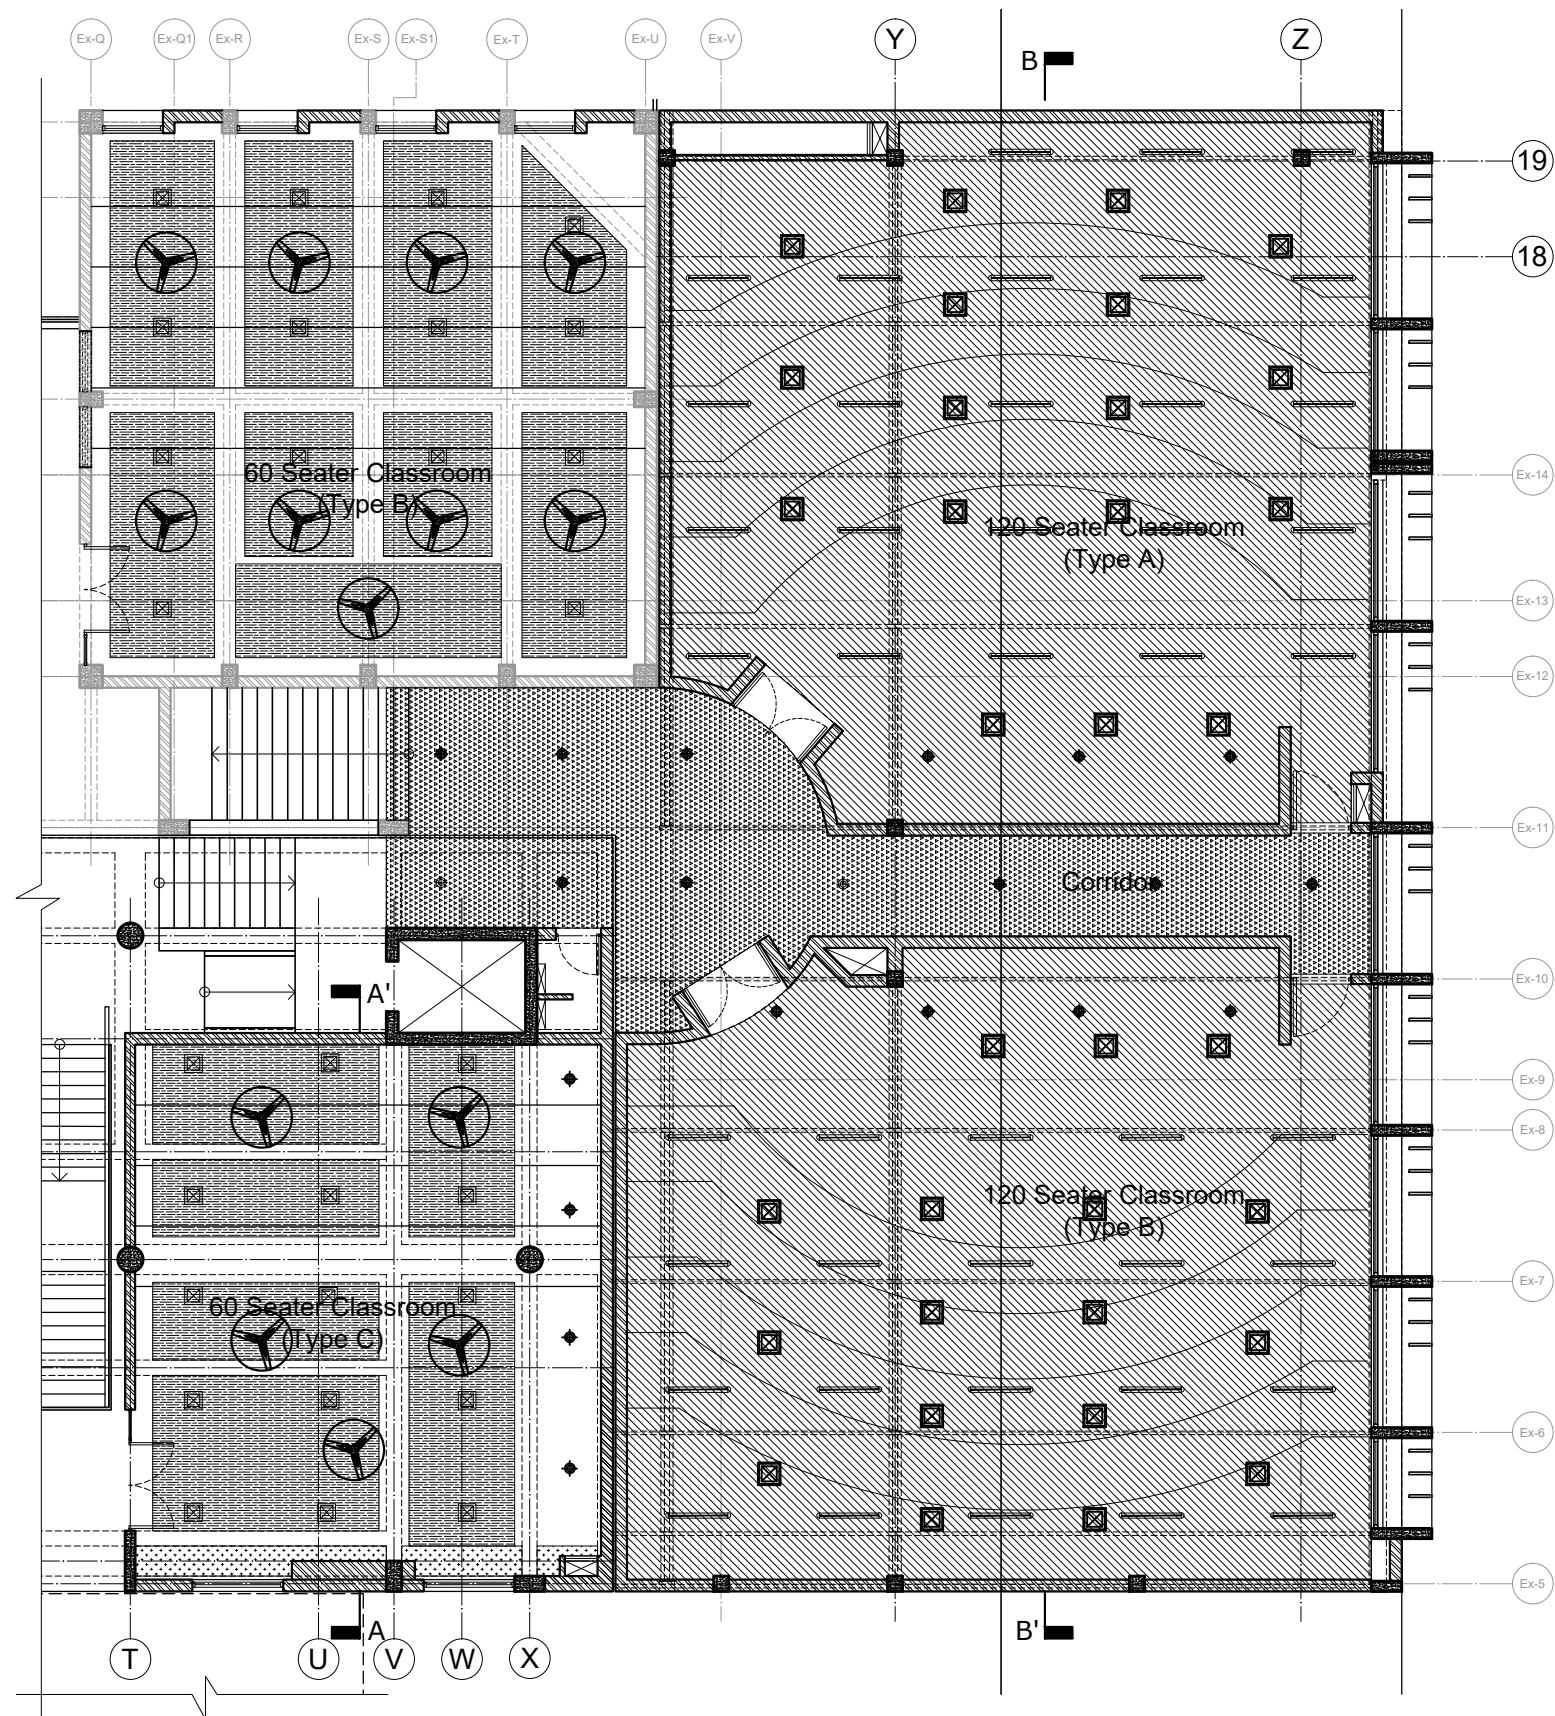 Ex-Q
Ex-Q1
Ex-R
Ex-S
Ex-S1
Ex-T
Ex-U
Ex-V
Y
B
Z
19
18
60 Seater Classroom
(Type B)
Ex-14
120 Seater Classroom
(Type A)
Ex-13
Ex-12
Ex-11
Corridor
Ex-10
A'
Ex-9
Ex-8
120 Seater Classroom
(Type B)
Ex-7
60 Seater Classroom
(Type C)
Ex-6
Ex-5
A
B'
T
U
V
W
X